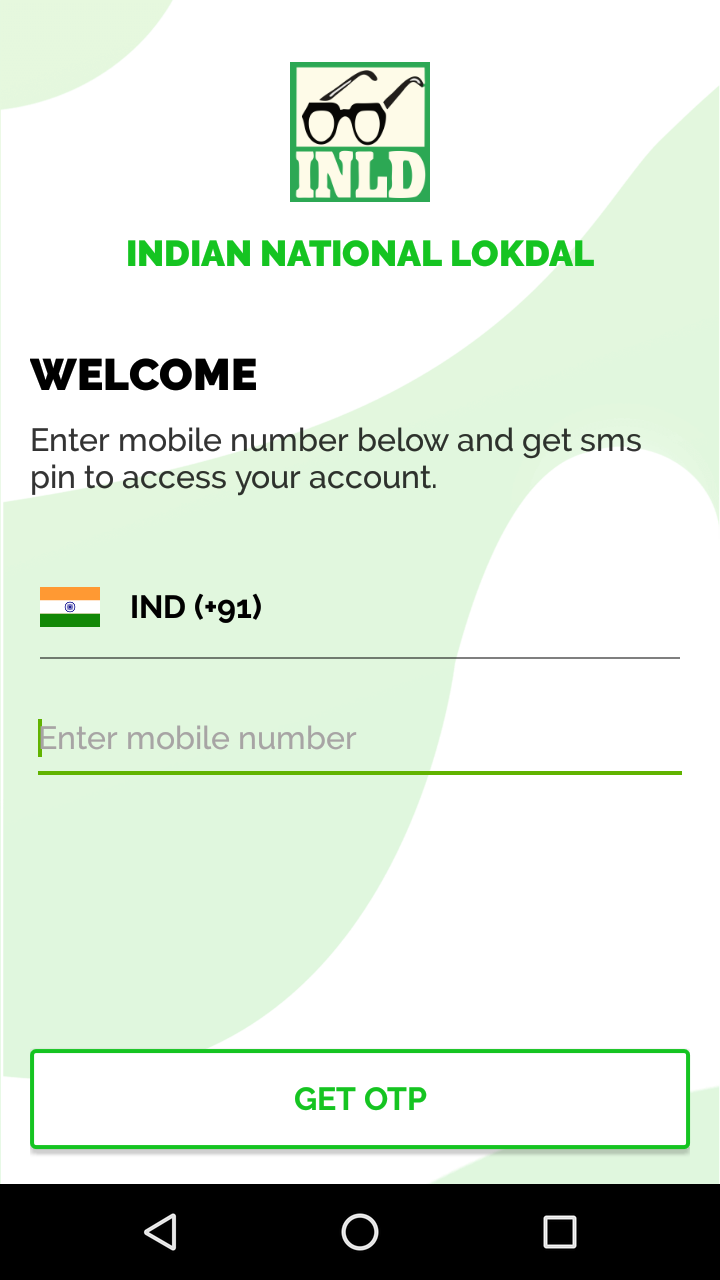 INLD
INDIAN NATIONAL LOKDAL
WELCOME
Enter mobile number below and get sms
pin to access your account.
IND (+91)
Enter mobile number
GET OTP